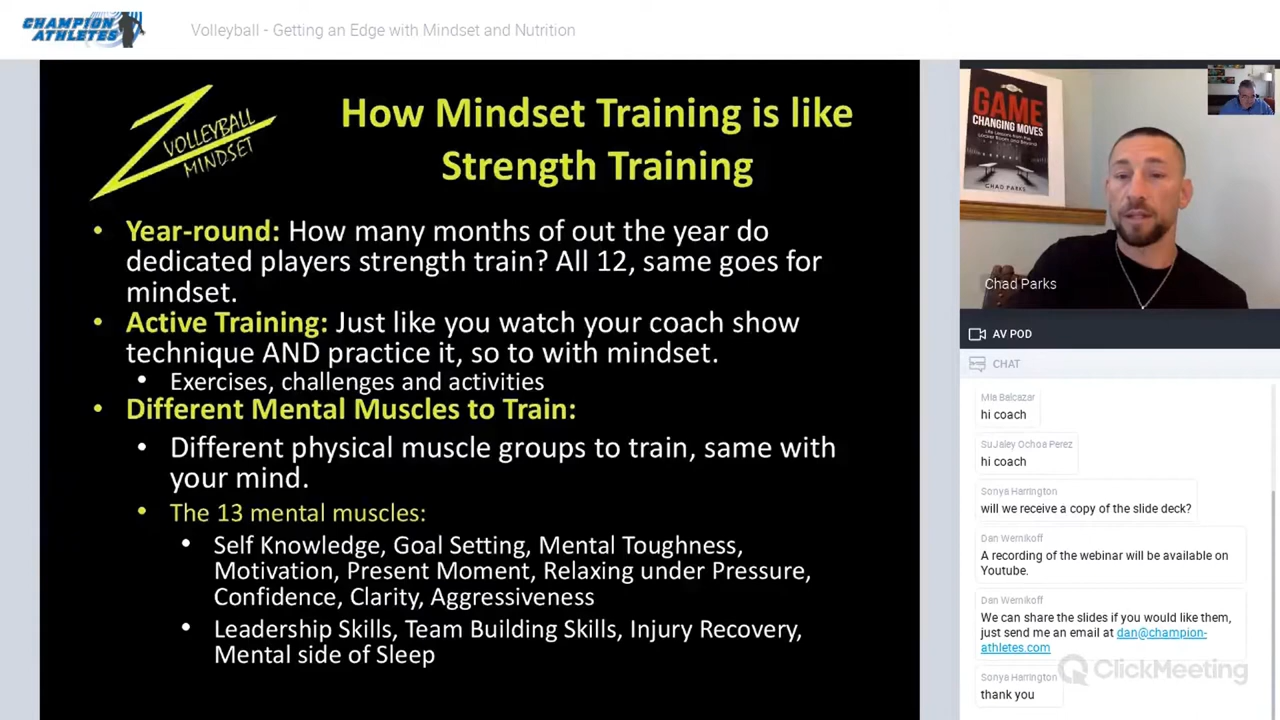 CHAMPION
ATHLETES
Volleyball - Getting an Edge with Mindset and Nutrition
VOLLEYBALL
MINDSET
How Mindset Training is like
Strength Training
• Year-round: How many months of out the year do
dedicated players strength train? All 12, same goes for
mindset.
• Active Training: Just like you watch your coach show
technique AND practice it, so to with mindset.
• Exercises, challenges and activities
• Different Mental Muscles to Train:
• Different physical muscle groups to train, same with
your mind.
• The 13 mental muscles:
• Self Knowledge, Goal Setting, Mental Toughness,
Motivation, Present Moment, Relaxing under Pressure,
Confidence, Clarity, Aggressiveness
• Leadership Skills, Team Building Skills, Injury Recovery,
Mental side of Sleep
GAME
CHANGING MOVES
Life Lessons from the
Locker Room and Beyond
CHAD PARKS
Chad Parks
AV POD
CHAT
Mia Balcazar
hi coach
SuJaley Ochoa Perez
hi coach
Sonya Harrington
will we receive a copy of the slide deck?
Dan Wernikoff
A recording of the webinar will be available on
Youtube.
Dan Wernikoff
We can share the slides if you would like them,
just send me an email at dan@champion-
athletes.com
Sonya Harrington
thank you
ClickMeeting